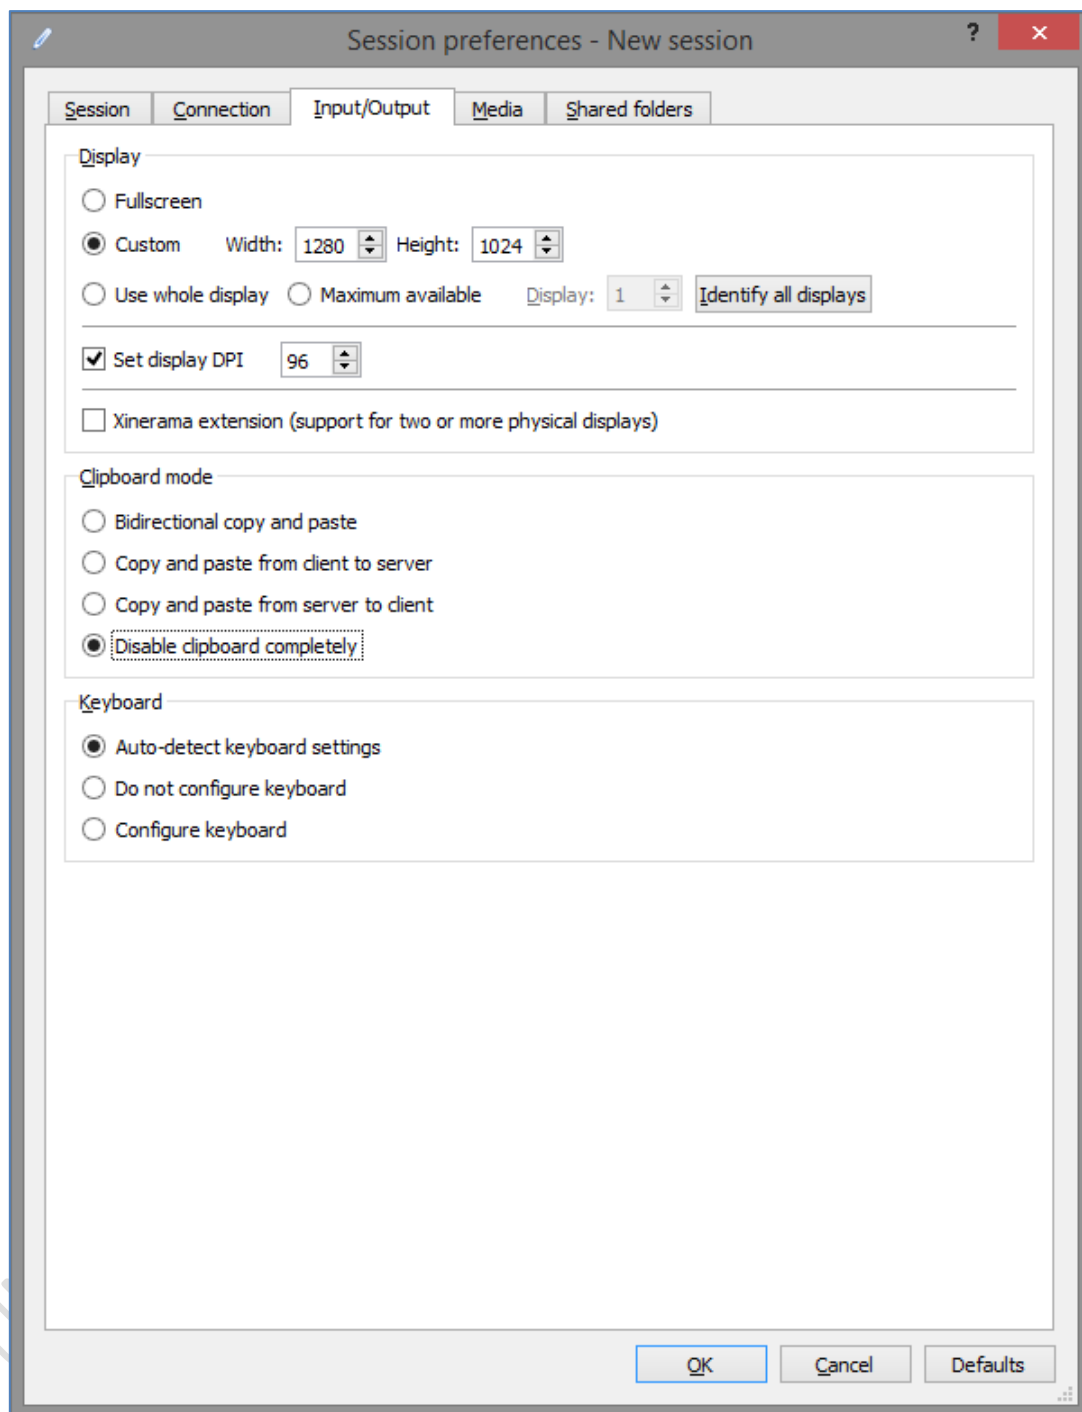 Session preferences - New session ?
Session Connection Input/Output Media Shared folders
Display
Fullscreen
Custom Width: 1280 Height: 1024
Use whole display Maximum available Display: 1 Identify all displays
Set display DPI 96
Xinerama extension (support for two or more physical displays)
Clipboard mode
Bidirectional copy and paste
Copy and paste from client to server
Copy and paste from server to client
Disable clipboard completely
Keyboard
Auto-detect keyboard settings
Do not configure keyboard
Configure keyboard
OK Cancel Defaults